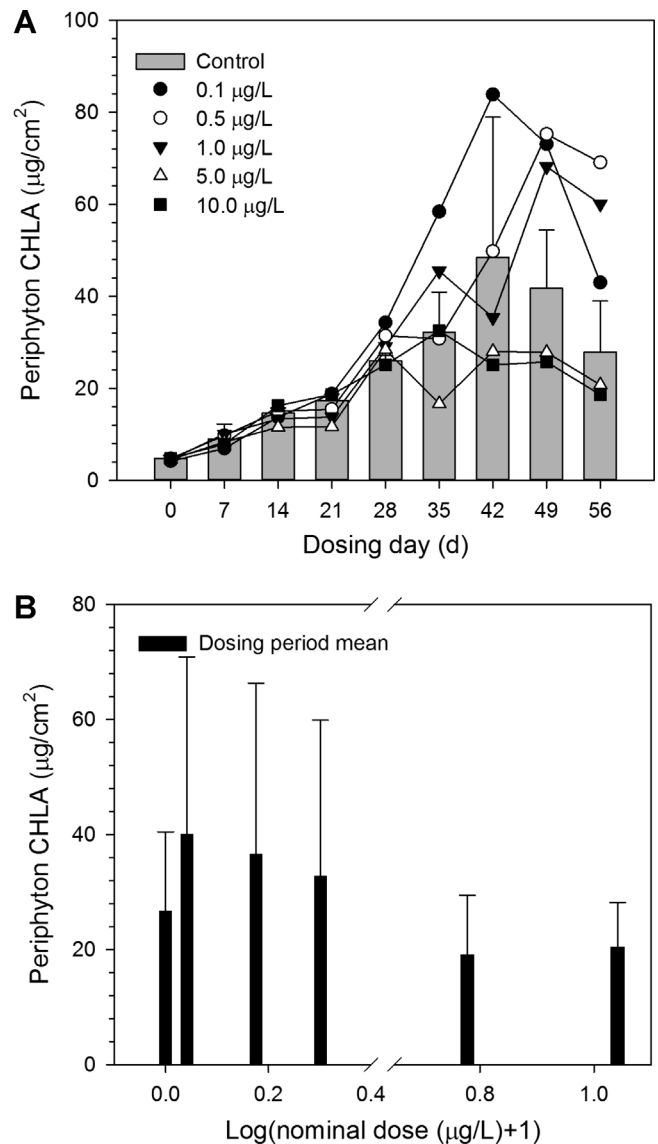 A
Periphyton CHLA (μg/cm²)
100
80
60
40
20
0
Control
0.1 μg/L
0.5 μg/L
1.0 μg/L
5.0 μg/L
10.0 μg/L
0 7 14 21 28 35 42 49 56
Dosing day (d)
B
Periphyton CHLA (μg/cm²)
80
60
40
20
0
Dosing period mean
0.0 0.2 0.4 0.8 1.0
Log(nominal dose (μg/L)+1)